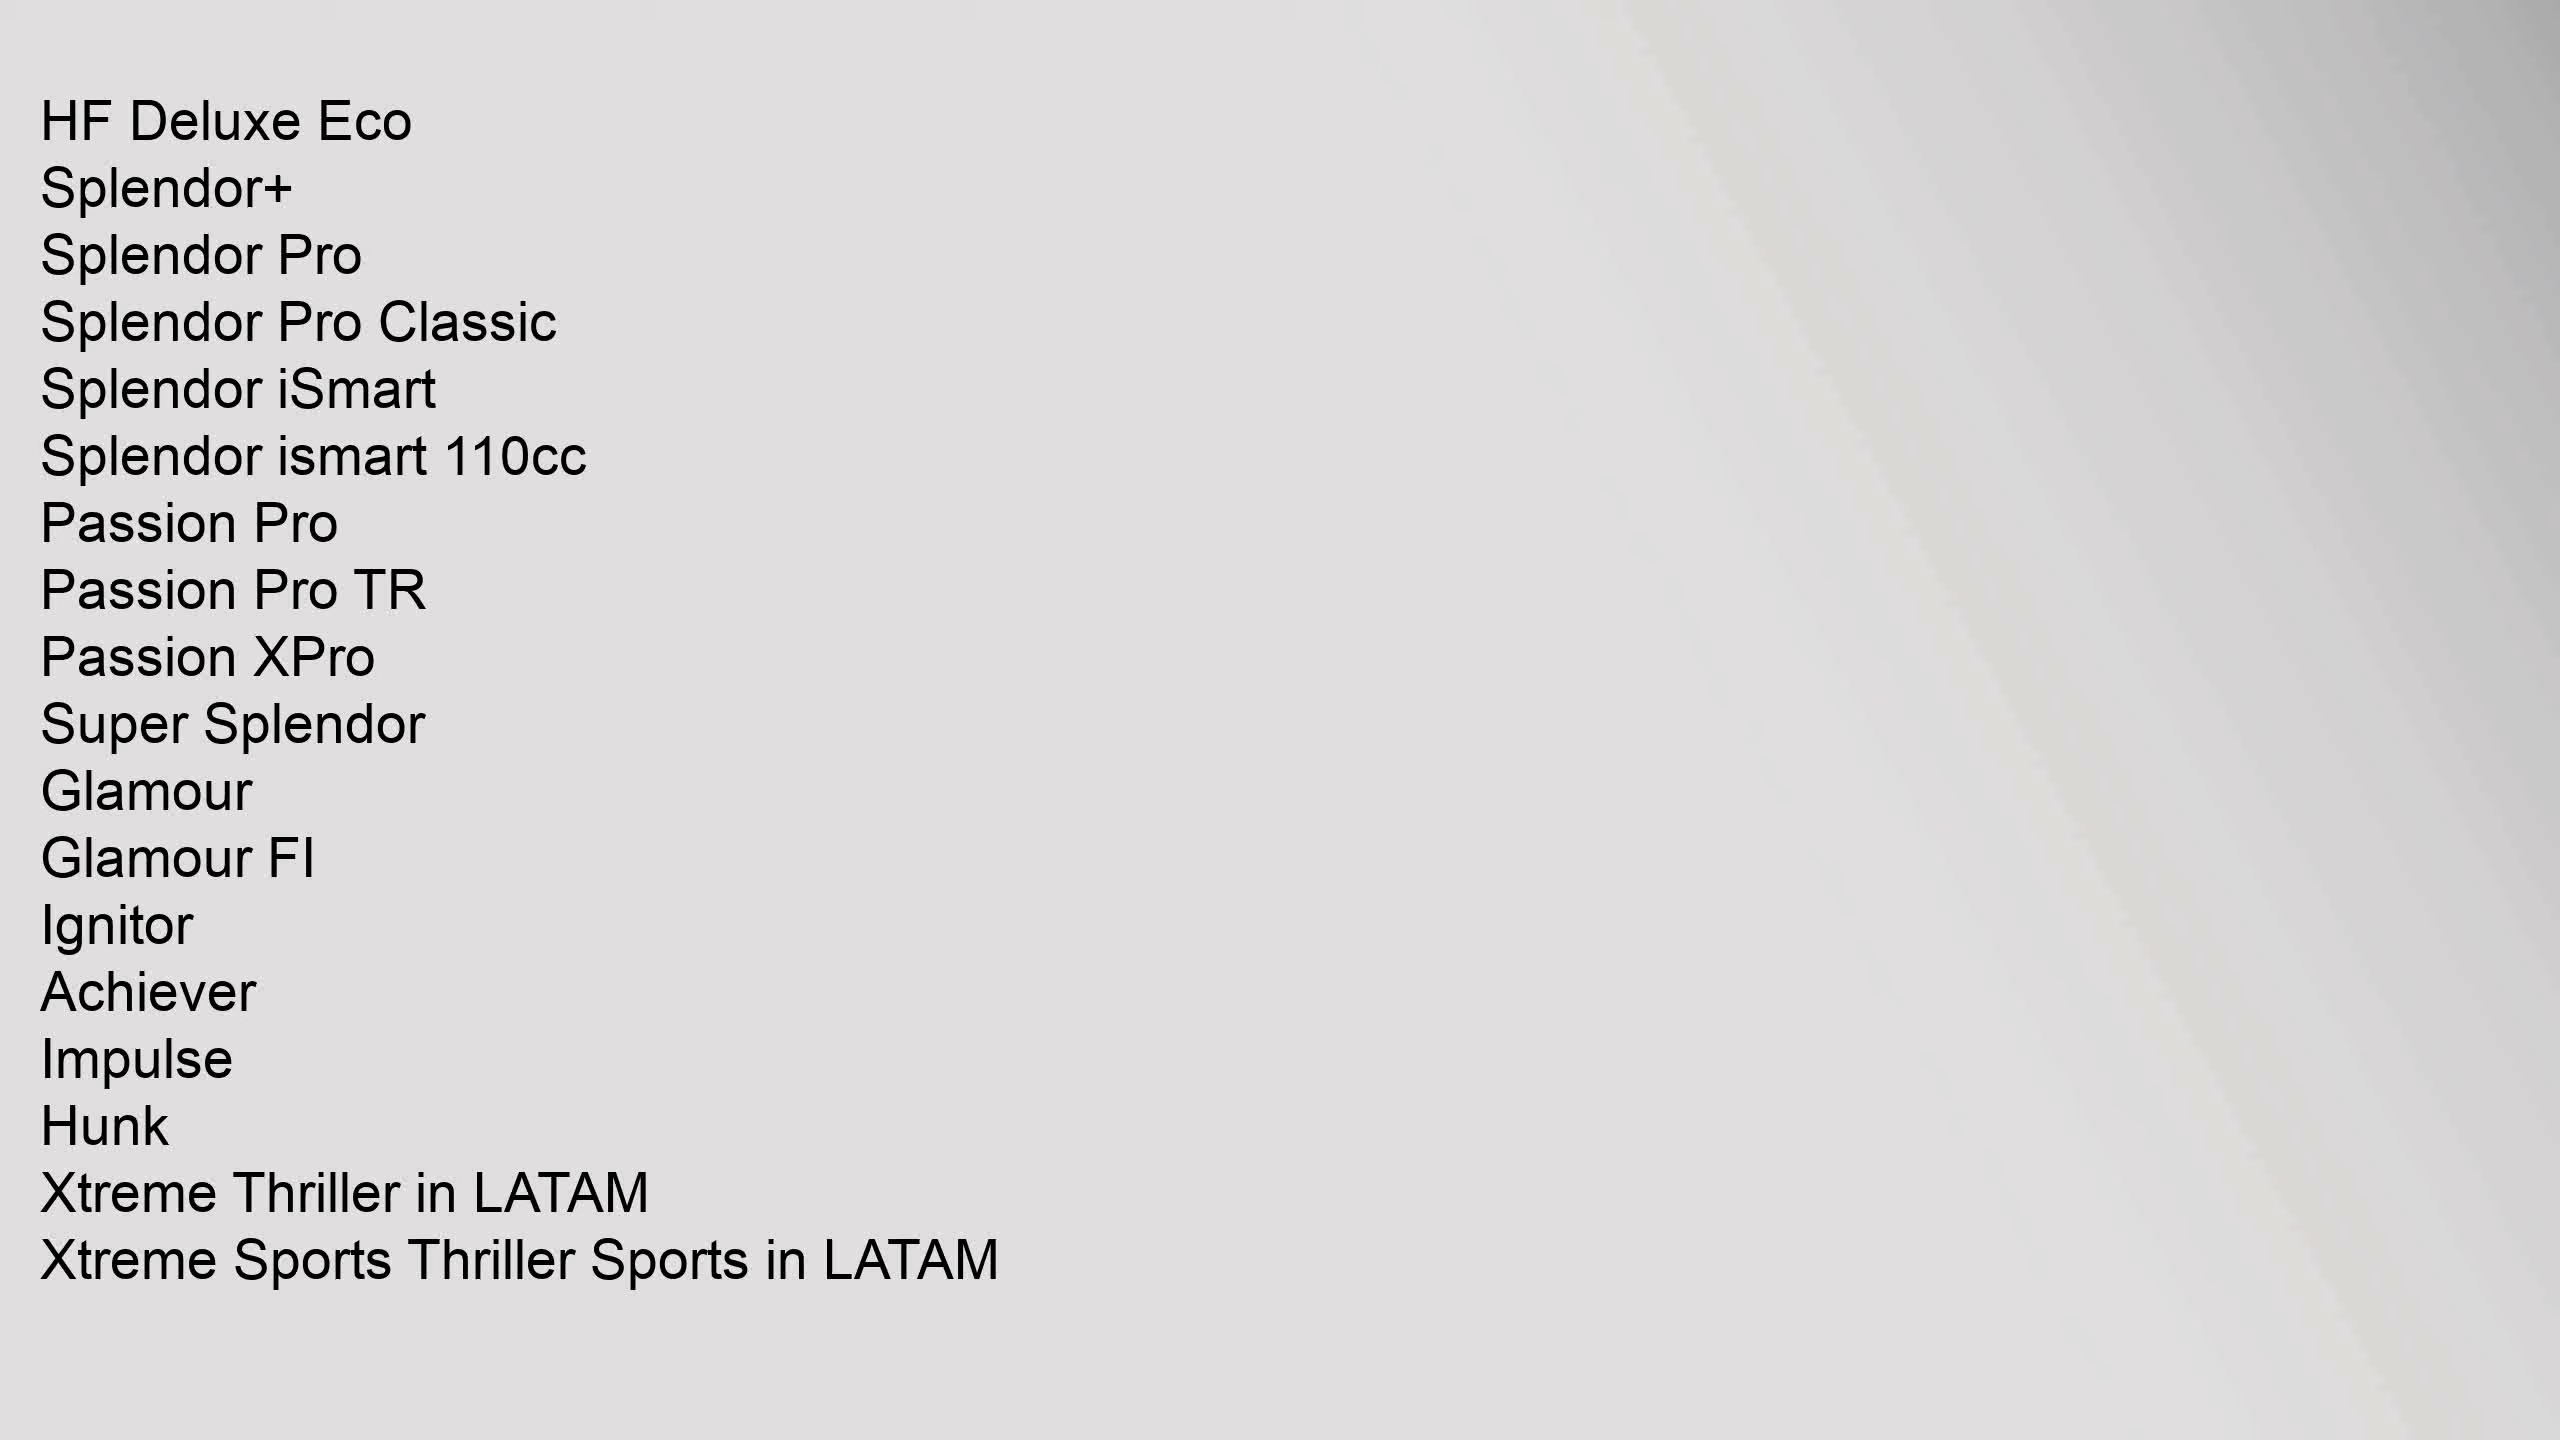 HF Deluxe Eco
Splendor+
Splendor Pro
Splendor Pro Classic
Splendor iSmart
Splendor ismart 110cc
Passion Pro
Passion Pro TR
Passion XPro
Super Splendor
Glamour
Glamour FI
Ignitor
Achiever
Impulse
Hunk
Xtreme Thriller in LATAM
Xtreme Sports Thriller Sports in LATAM